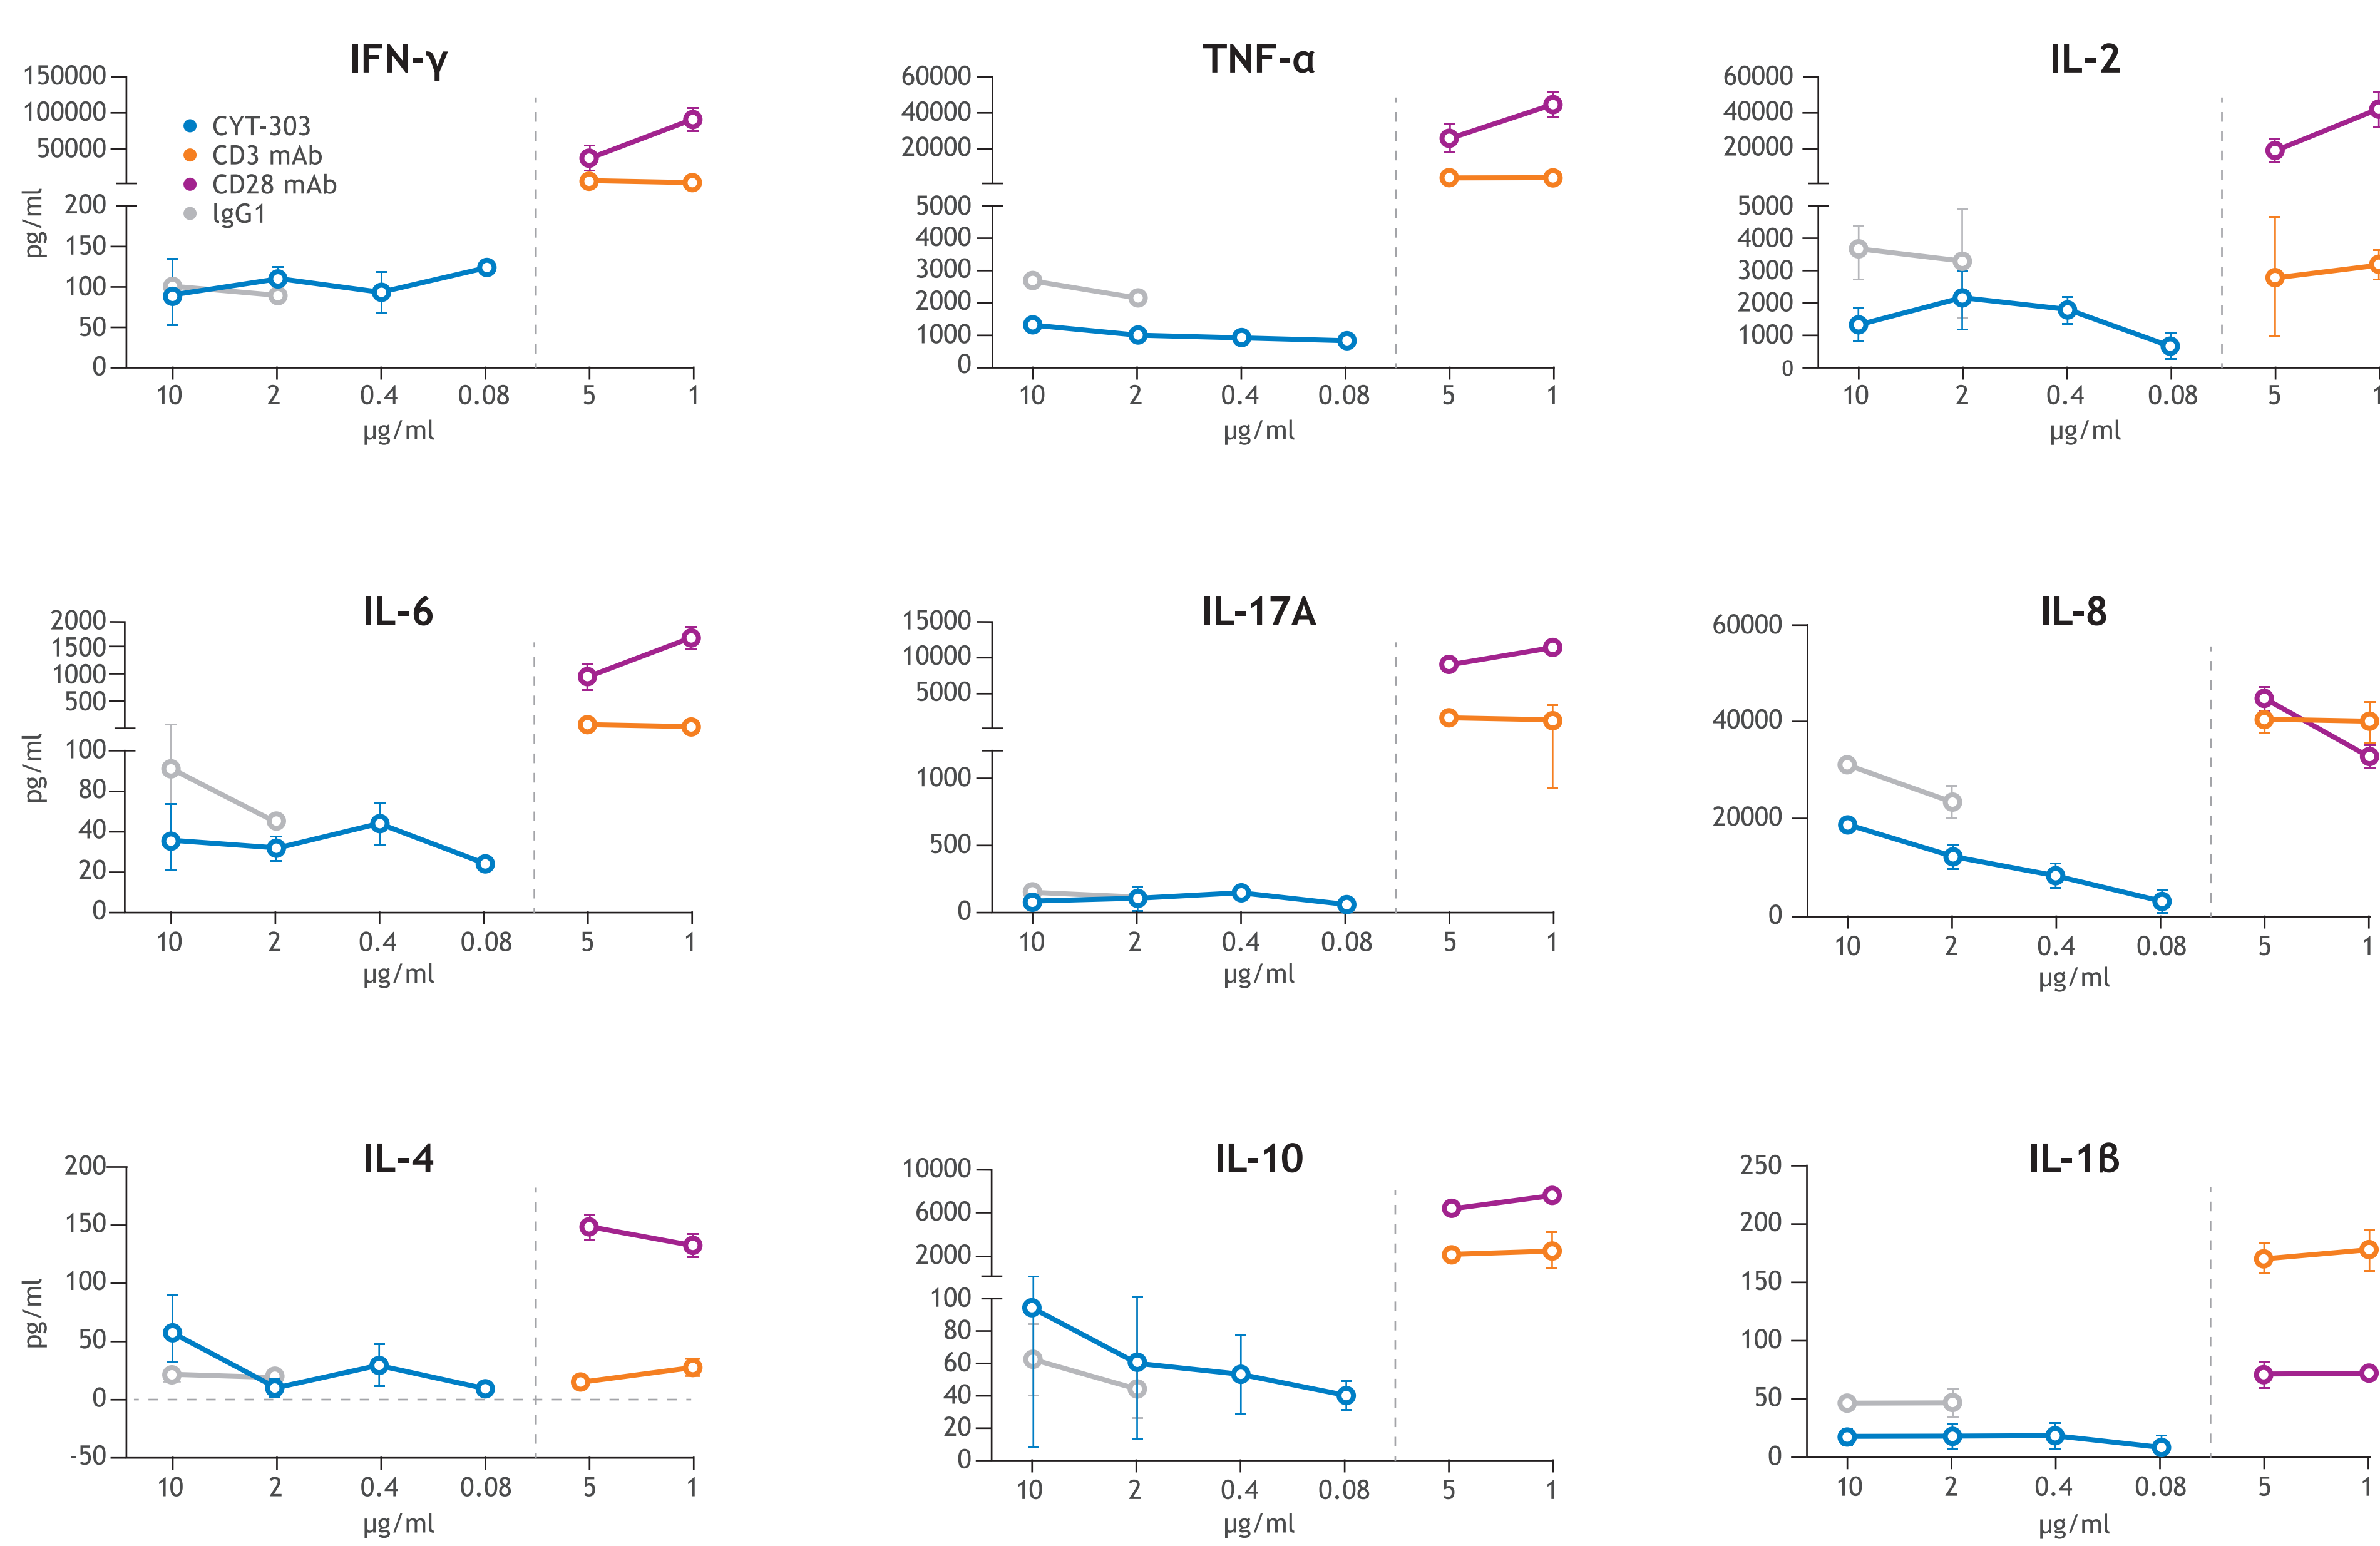 IFN-γ
150000
100000
50000
200
150
100
50
0
pg/ml
CYT-303
CD3 mAb
CD28 mAb
lgG1
10 2 0.4 0.08 5 1
µg/ml
TNF-α
60000
40000
20000
5000
4000
3000
2000
1000
0
10 2 0.4 0.08 5 1
µg/ml
IL-2
60000
40000
20000
5000
4000
3000
2000
1000
0
10 2 0.4 0.08 5 1
µg/ml
IL-6
2000
1500
1000
500
100
80
40
20
0
pg/ml
10 2 0.4 0.08 5 1
µg/ml
IL-17A
15000
10000
5000
1000
500
0
10 2 0.4 0.08 5 1
µg/ml
IL-8
60000
40000
20000
0
10 2 0.4 0.08 5 1
µg/ml
IL-4
200
150
100
50
0
-50
pg/ml
10 2 0.4 0.08 5 1
µg/ml
IL-10
10000
6000
2000
100
80
60
40
20
0
10 2 0.4 0.08 5 1
µg/ml
IL-1ß
250
200
150
100
50
0
10 2 0.4 0.08 5 1
µg/ml